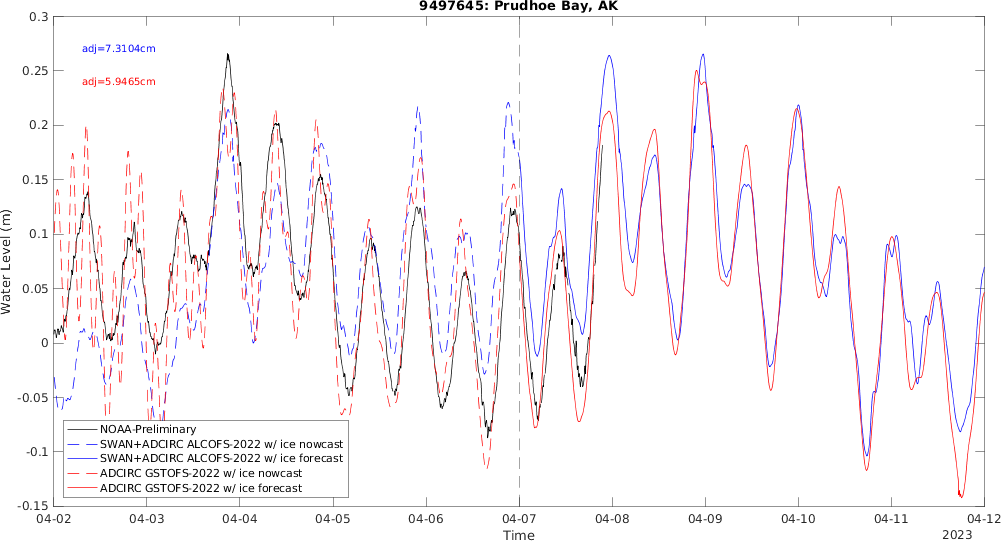 9497645: Prudhoe Bay, AK
adj=7.3104cm
adj=5.9465cm
Water Level (m)
0.3
0.25
0.2
0.15
0.1
0.05
0
-0.05
-0.1
-0.15
NOAA-Preliminary
SWAN+ADCIRC ALCOFS-2022 w/ ice nowcast
SWAN+ADCIRC ALCOFS-2022 w/ ice forecast
ADCIRC GSTOFS-2022 w/ ice nowcast
ADCIRC GSTOFS-2022 w/ ice forecast
04-02 04-03 04-04 04-05 04-06 04-07 04-08 04-09 04-10 04-11 04-12
Time
2023